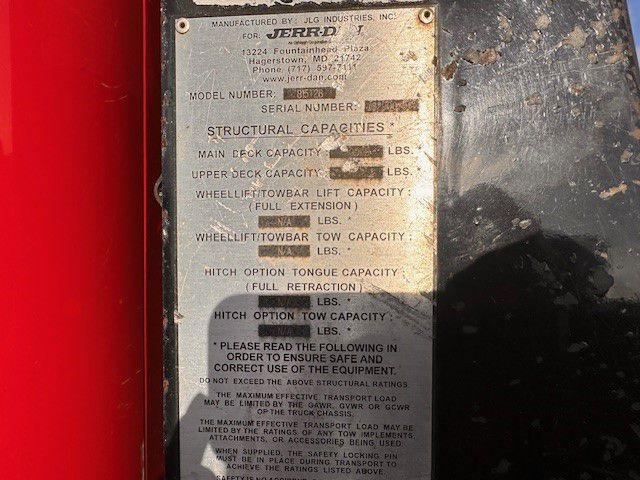 MANUFACTURED BY: JLG INDUSTRIES, INC.
FOR: JERR-DAN
An Oshkosh Corporation Company
13224 Fountainhead Plaza
Hagerstown, MD 21742
Phone (717) 597-7111
www.jerr-dan.com
MODEL NUMBER:
SERIAL NUMBER:
STRUCTURAL CAPACITIES *
MAIN DECK CAPACITY : LBS. *
UPPER DECK CAPACITY: LBS. *
WHEELLIFT/TOWBAR LIFT CAPACITY :
(FULL EXTENSION)
N/A LBS. *
WHEELLIFT/TOWBAR TOW CAPACITY :
N/A LBS. *
HITCH OPTION TONGUE CAPACITY :
(FULL RETRACTION)
N/A LBS. *
HITCH OPTION TOW CAPACITY :
N/A LBS. *
* PLEASE READ THE FOLLOWING IN
ORDER TO ENSURE SAFE AND
CORRECT USE OF THE EQUIPMENT.
DO NOT EXCEED THE ABOVE STRUCTURAL RATINGS.
THE MAXIMUM EFFECTIVE TRANSPORT LOAD
MAY BE LIMITED BY THE GAWR, GVWR OR GCWR
OF THE TRUCK CHASSIS.
THE MAXIMUM EFFECTIVE TRANSPORT LOAD MAY BE
LIMITED BY THE RATINGS OF ANY TOW IMPLEMENTS,
ATTACHMENTS, OR ACCESSORIES BEING USED.
WHEN SUPPLIED, THE SAFETY LOCKING PIN
MUST BE IN PLACE DURING TRANSPORT TO
ACHIEVE THE RATINGS LISTED ABOVE.